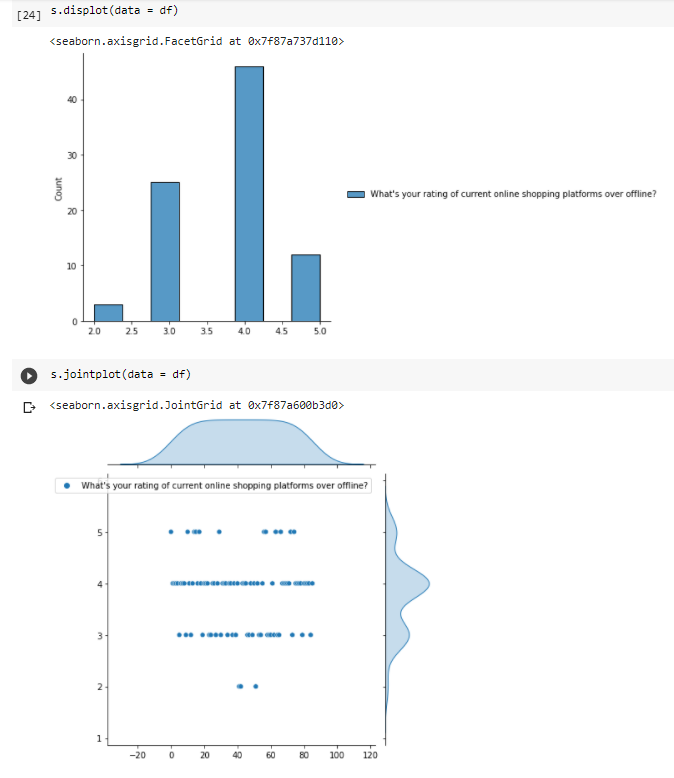 [24] s.displot(data = df)
<seaborn.axisgrid.FacetGrid at 0x7f87a737d110>
40
30
20
10
0
Count
2.0 2.5 3.0 3.5 4.0 4.5 5.0
What's your rating of current online shopping platforms over offline?
s.jointplot(data = df)
<seaborn.axisgrid.JointGrid at 0x7f87a600b3d0>
What's your rating of current online shopping platforms over offline?
5
4
3
2
1
−20 0 20 40 60 80 100 120